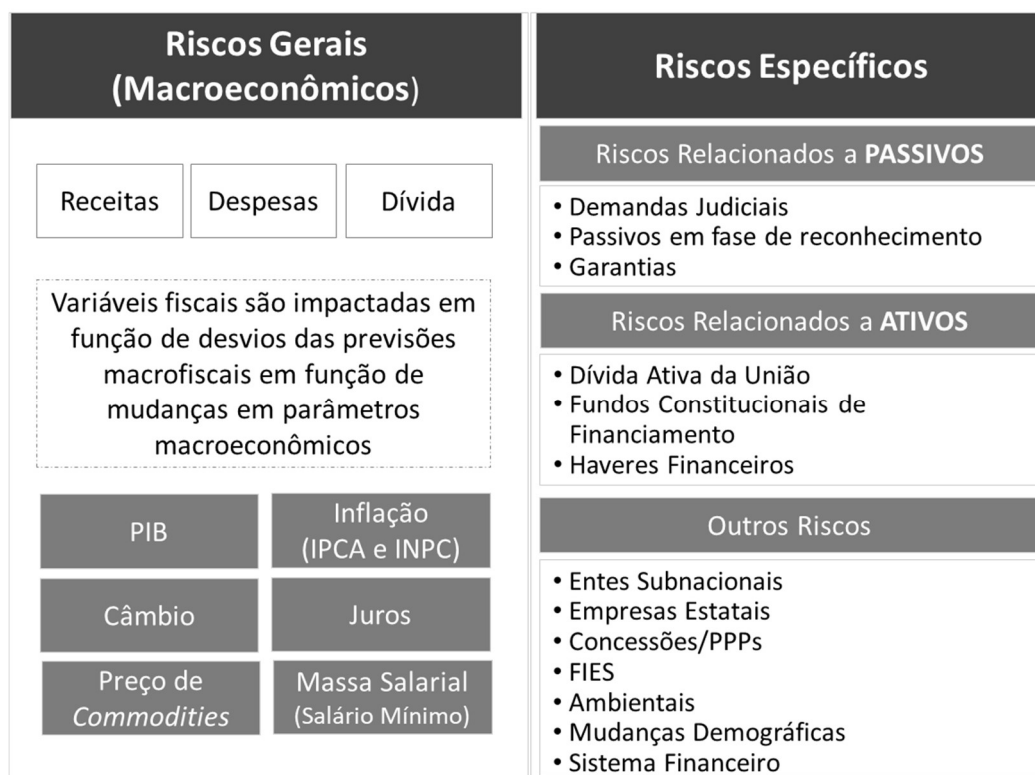 Riscos Gerais
(Macroeconômicos)
Receitas
Despesas
Dívida
Variáveis fiscais são impactadas em
função de desvios das previsões
macrofiscais em função de
mudanças em parâmetros
macroeconômicos
PIB
Inflação
(IPCA e INPC)
Câmbio
Juros
Preço de
Commodities
Massa Salarial
(Salário Mínimo)
Riscos Específicos
Riscos Relacionados a PASSIVOS
• Demandas Judiciais
• Passivos em fase de reconhecimento
• Garantias
Riscos Relacionados a ATIVOS
• Dívida Ativa da União
• Fundos Constitucionais de
Financiamento
• Haveres Financeiros
Outros Riscos
• Entes Subnacionais
• Empresas Estatais
• Concessões/PPPs
• FIES
• Ambientais
• Mudanças Demográficas
• Sistema Financeiro